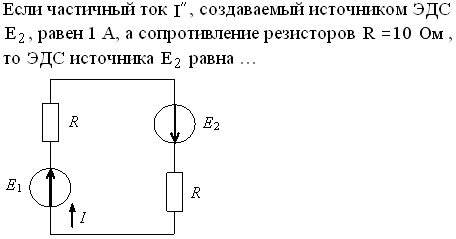 Если частичный ток I″, создаваемый источником ЭДС
E₂, равен 1 А, а сопротивление резисторов R =10 Ом ,
то ЭДС источника E₂ равна ...
R
E₂
E₁
R
I